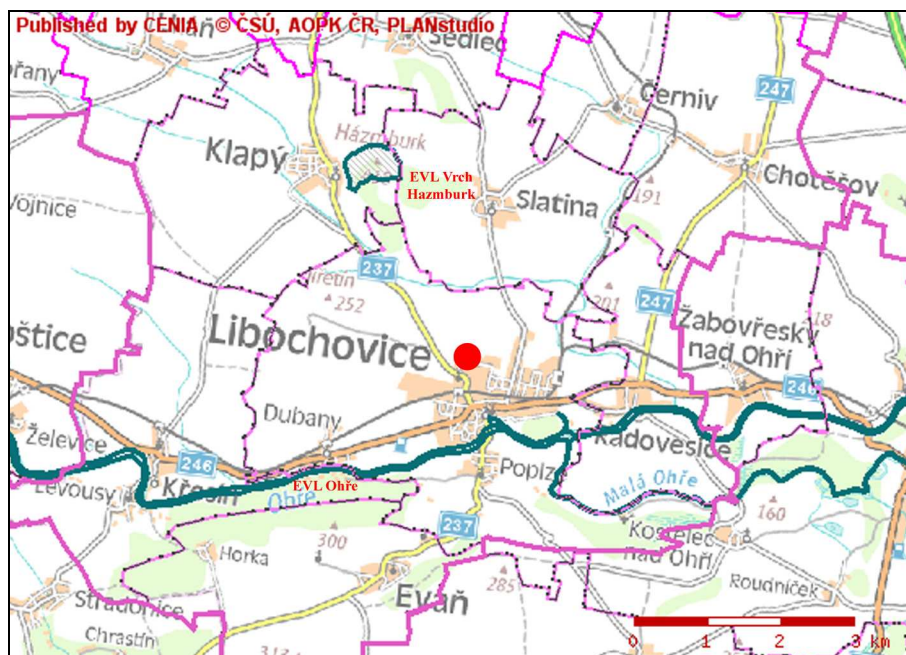 Published by CENIA, © ČSÚ, AOPK ČR, PLANstudio
Sedlec
247
Černiv
Házmburk
Klapý
EVL Vrch
Hazmburk
Slatina
Chotěšov
191
Vojnice
237
252
201
247
Žabovřesky
nad Ohří
18
Libochovice
246
Dubany
Želevice
246
Radovesice
Poplze
Levousy
Křesín
EVL Ohře
Ohře
Malá Ohře
237
160
Kostelec
nad Ohří
300
Horka
285
Evaň
Roudníček
Stradonice
Chrastín
0 1 2 3 km